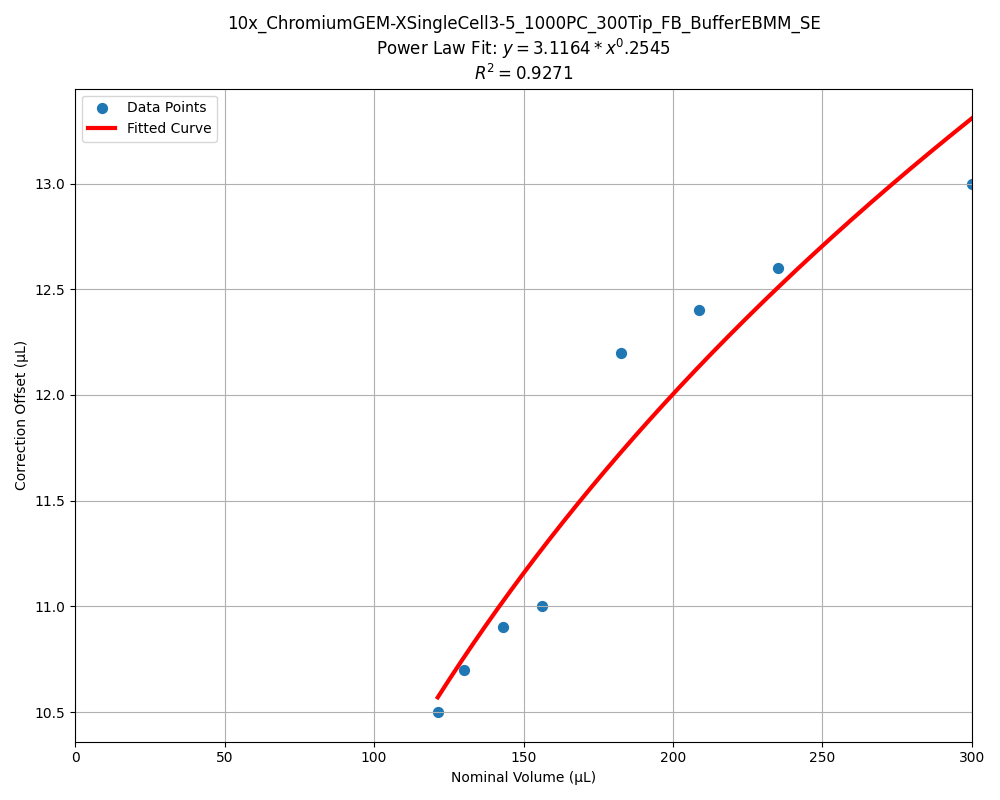 10x_ChromiumGEM-XSingleCell3-5_1000PC_300Tip_FB_BufferEBMM_SE
Power Law Fit: y = 3.1164 * x⁰.2545
R² = 0.9271
Data Points
Fitted Curve
13.0
12.5
12.0
11.5
11.0
10.5
Correction Offset (µL)
0 50 100 150 200 250 300
Nominal Volume (µL)